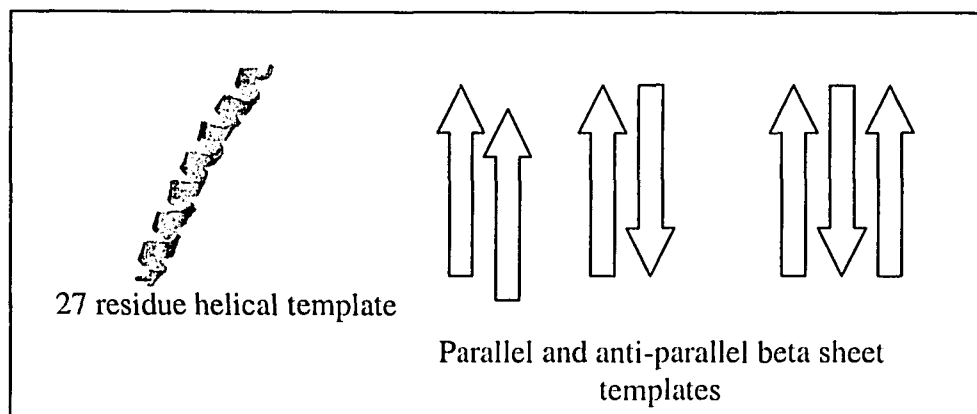 27 residue helical template
Parallel and anti-parallel beta sheet
templates